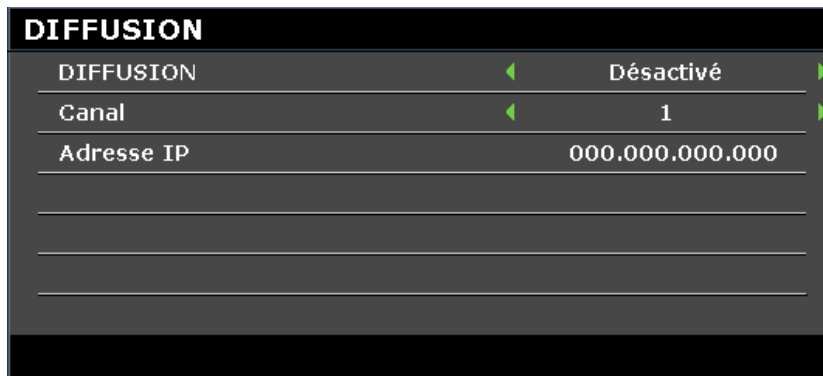 DIFFUSION
DIFFUSION Désactivé
Canal 1
Adresse IP 000.000.000.000